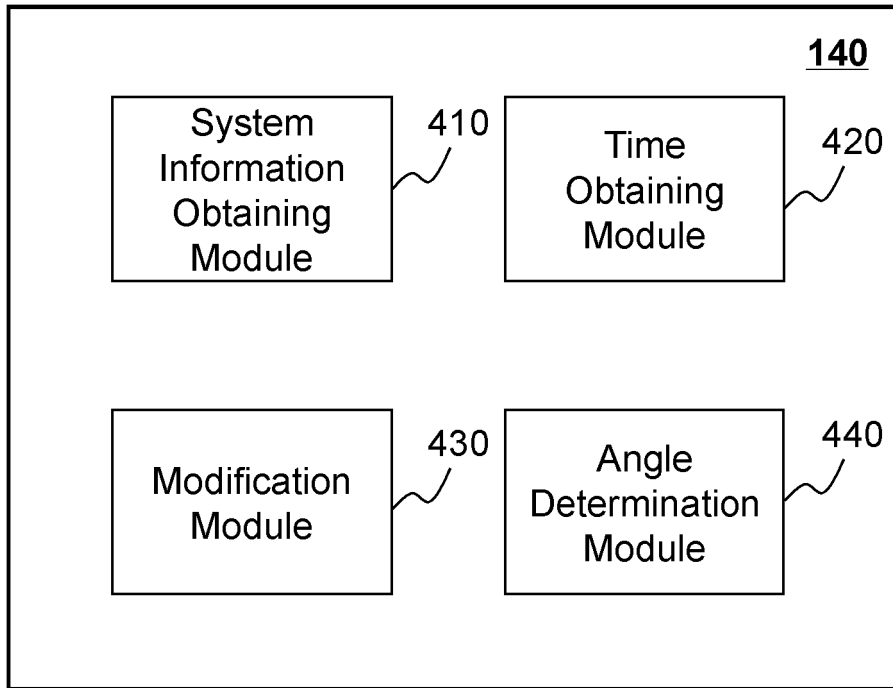 140
System
Information
Obtaining
Module
410
Time
Obtaining
Module
420
Modification
Module
430
Angle
Determination
Module
440